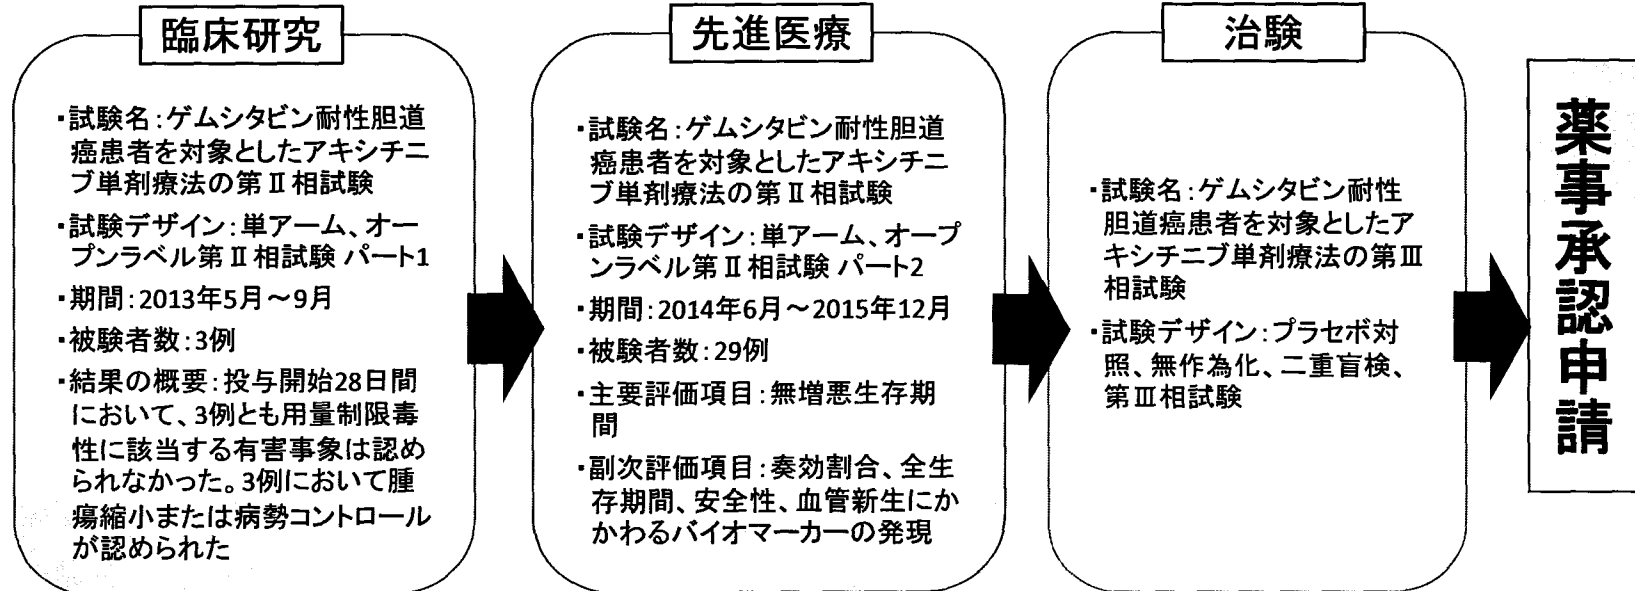 臨床研究
・試験名:ゲムシタビン耐性胆道
癌患者を対象としたアキシチニ
ブ単剤療法の第Ⅱ相試験
・試験デザイン:単アーム、オー
プンラベル第Ⅱ相試験 パート1
・期間:2013年5月～9月
・被験者数:3例
・結果の概要:投与開始28日間
において、3例とも用量制限毒
性に該当する有害事象は認め
られなかった。3例において腫
瘍縮小または病勢コントロール
が認められた
先進医療
・試験名:ゲムシタビン耐性胆道
癌患者を対象としたアキシチニ
ブ単剤療法の第Ⅱ相試験
・試験デザイン:単アーム、オープ
ンラベル第Ⅱ相試験 パート2
・期間:2014年6月～2015年12月
・被験者数:29例
・主要評価項目:無増悪生存期
間
・副次評価項目:奏効割合、全生
存期間、安全性、血管新生にか
かわるバイオマーカーの発現
治験
・試験名:ゲムシタビン耐性
胆道癌患者を対象としたア
キシチニブ単剤療法の第Ⅲ
相試験
・試験デザイン:プラセボ対
照、無作為化、二重盲検、
第Ⅲ相試験
薬事承認申請